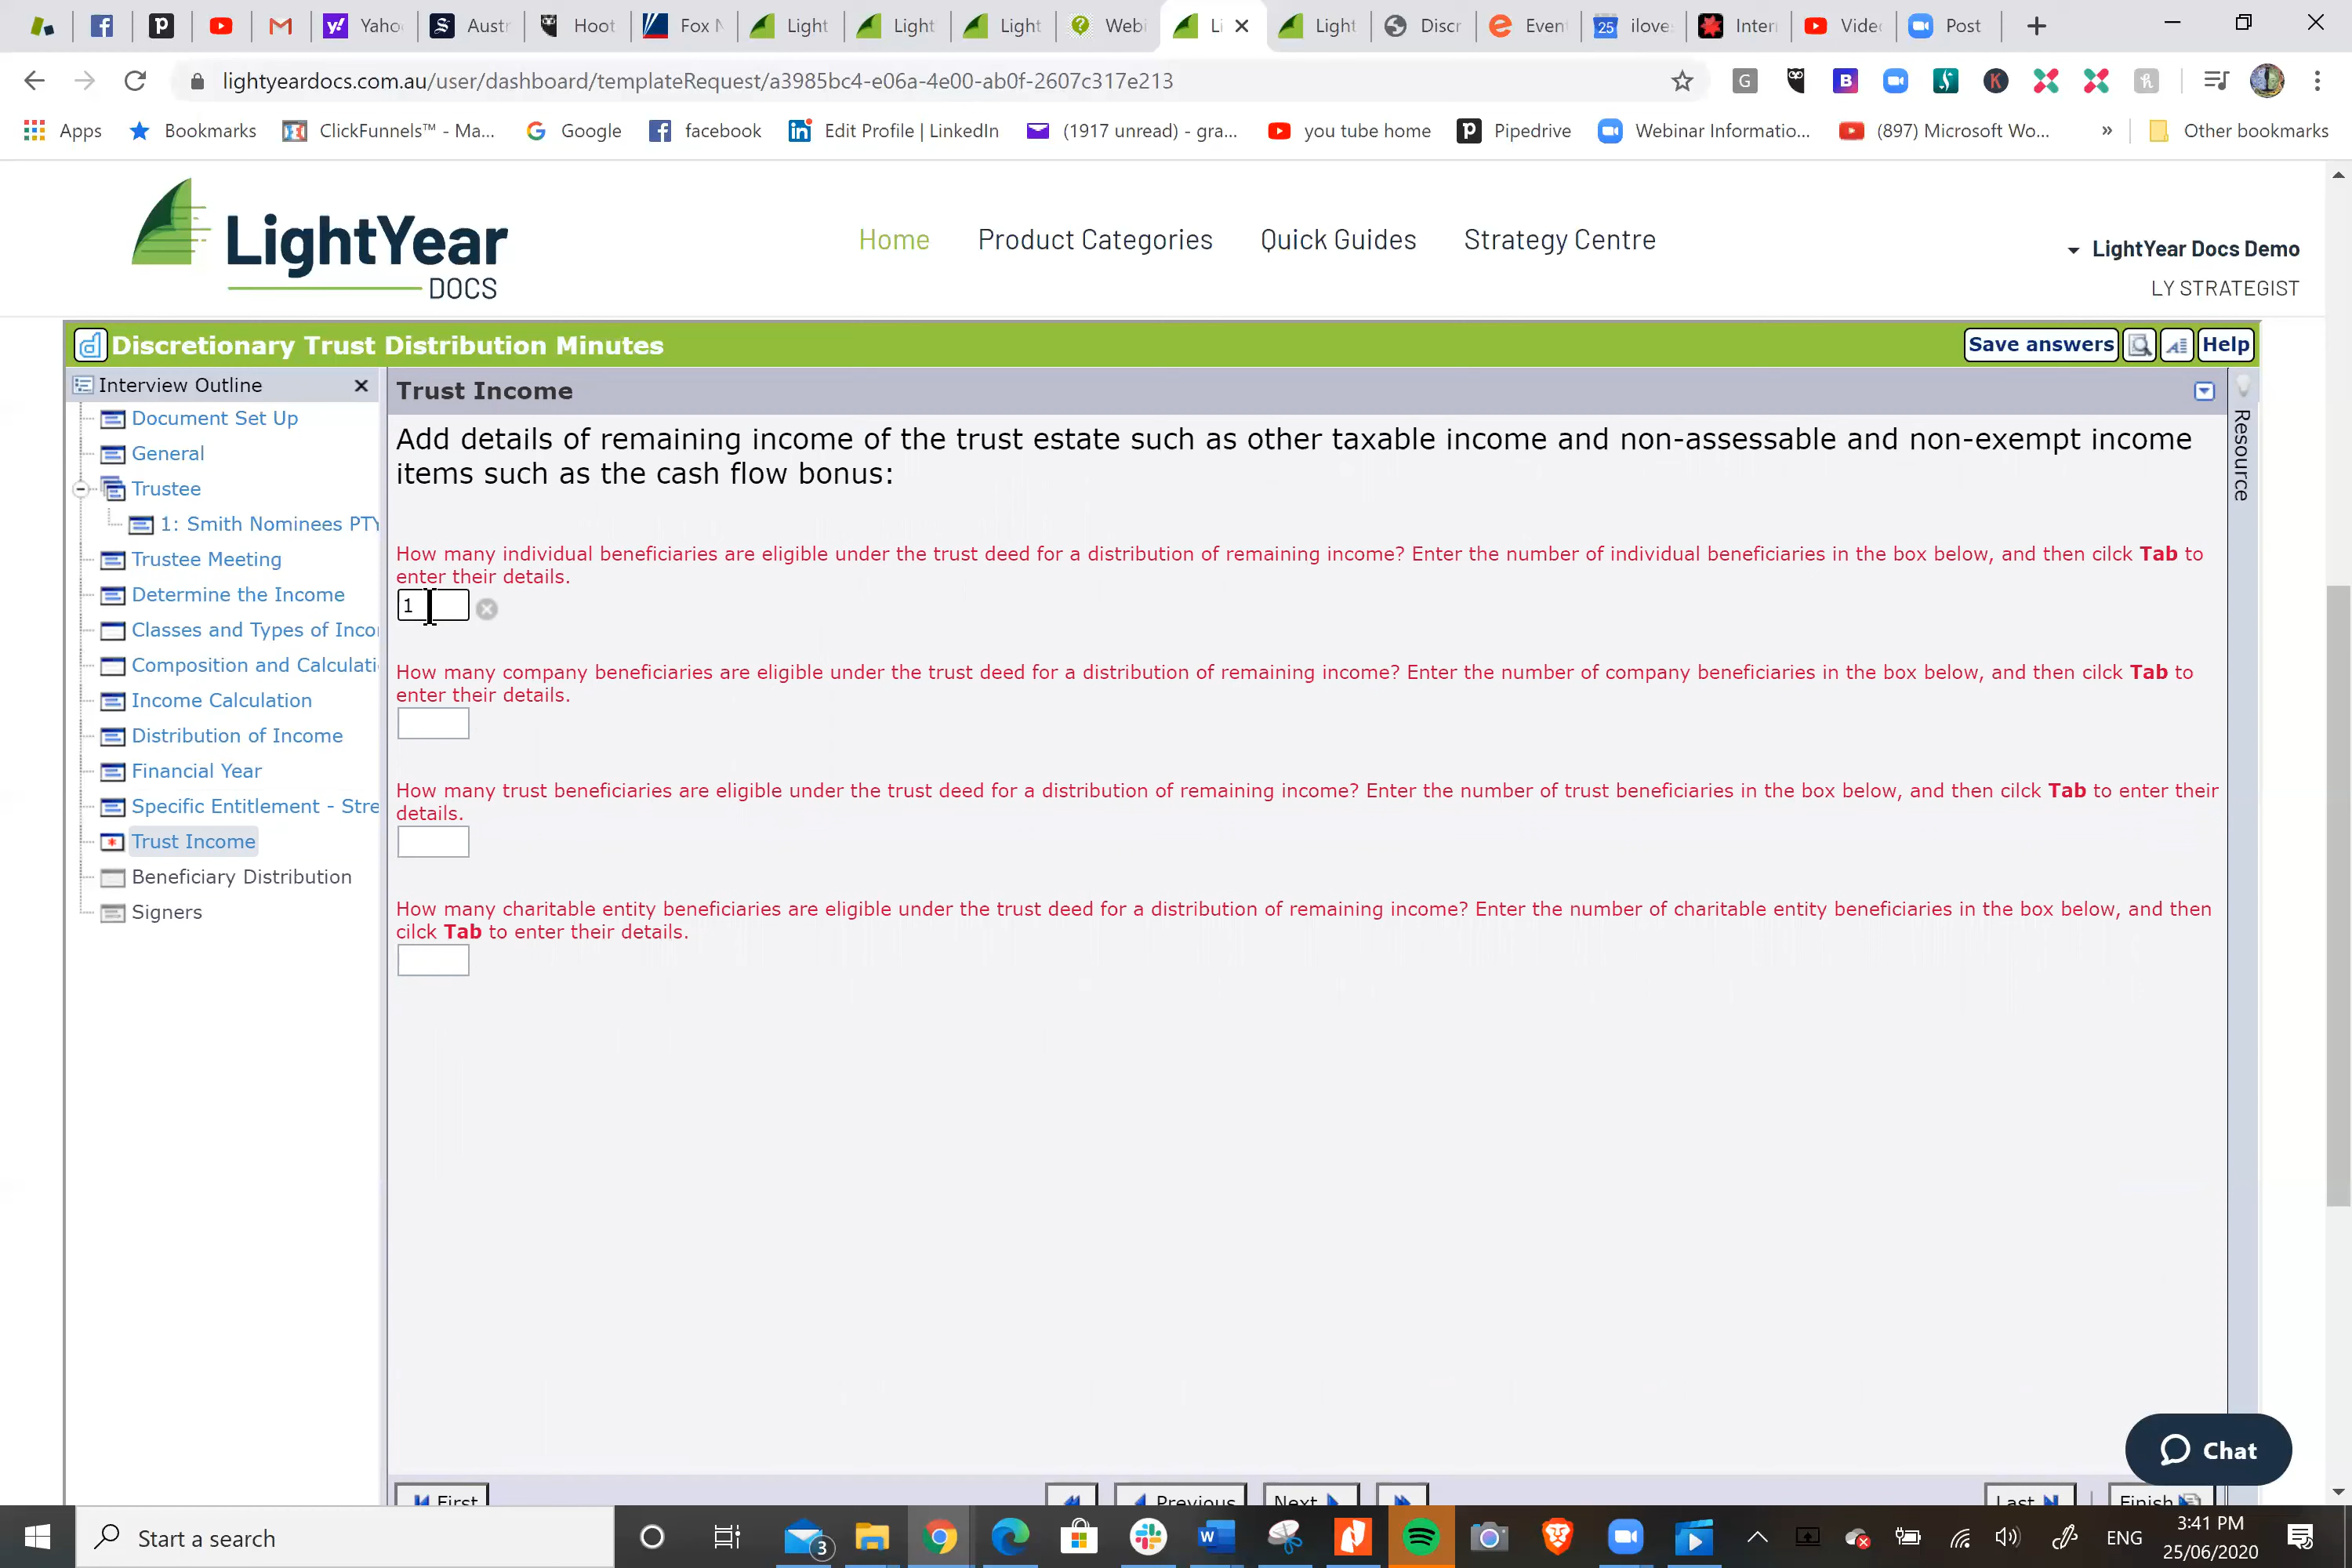 Yaho
Austr
Hoot
Fox N
Light
Light
Light
Webi
Li
Light
Discr
Even
25
ilove
Inter
Vide
Post
lightyeardocs.com.au/user/dashboard/templateRequest/a3985bc4-e06a-4e00-ab0f-2607c317e213
Apps
Bookmarks
ClickFunnels™ - Ma...
Google
facebook
Edit Profile | LinkedIn
(1917 unread) - gra...
you tube home
Pipedrive
Webinar Informatio...
(897) Microsoft Wo...
»
Other bookmarks
LightYear
DOCS
Home
Product Categories
Quick Guides
Strategy Centre
LightYear Docs Demo
LY STRATEGIST
Discretionary Trust Distribution Minutes
Save answers
Help
Interview Outline
Document Set Up
General
Trustee
1: Smith Nominees PTY
Trustee Meeting
Determine the Income
Classes and Types of Inco
Composition and Calculati
Income Calculation
Distribution of Income
Financial Year
Specific Entitlement - Stre
Trust Income
Beneficiary Distribution
Signers
Trust Income
Resource
Add details of remaining income of the trust estate such as other taxable income and non-assessable and non-exempt income
items such as the cash flow bonus:
How many individual beneficiaries are eligible under the trust deed for a distribution of remaining income? Enter the number of individual beneficiaries in the box below, and then cilck Tab to
enter their details.
1
How many company beneficiaries are eligible under the trust deed for a distribution of remaining income? Enter the number of company beneficiaries in the box below, and then cilck Tab to
enter their details.
How many trust beneficiaries are eligible under the trust deed for a distribution of remaining income? Enter the number of trust beneficiaries in the box below, and then cilck Tab to enter their
details.
How many charitable entity beneficiaries are eligible under the trust deed for a distribution of remaining income? Enter the number of charitable entity beneficiaries in the box below, and then
cilck Tab to enter their details.
Chat
First
Previous
Next
Last
Finish
Start a search
3
ENG
3:41 PM
25/06/2020